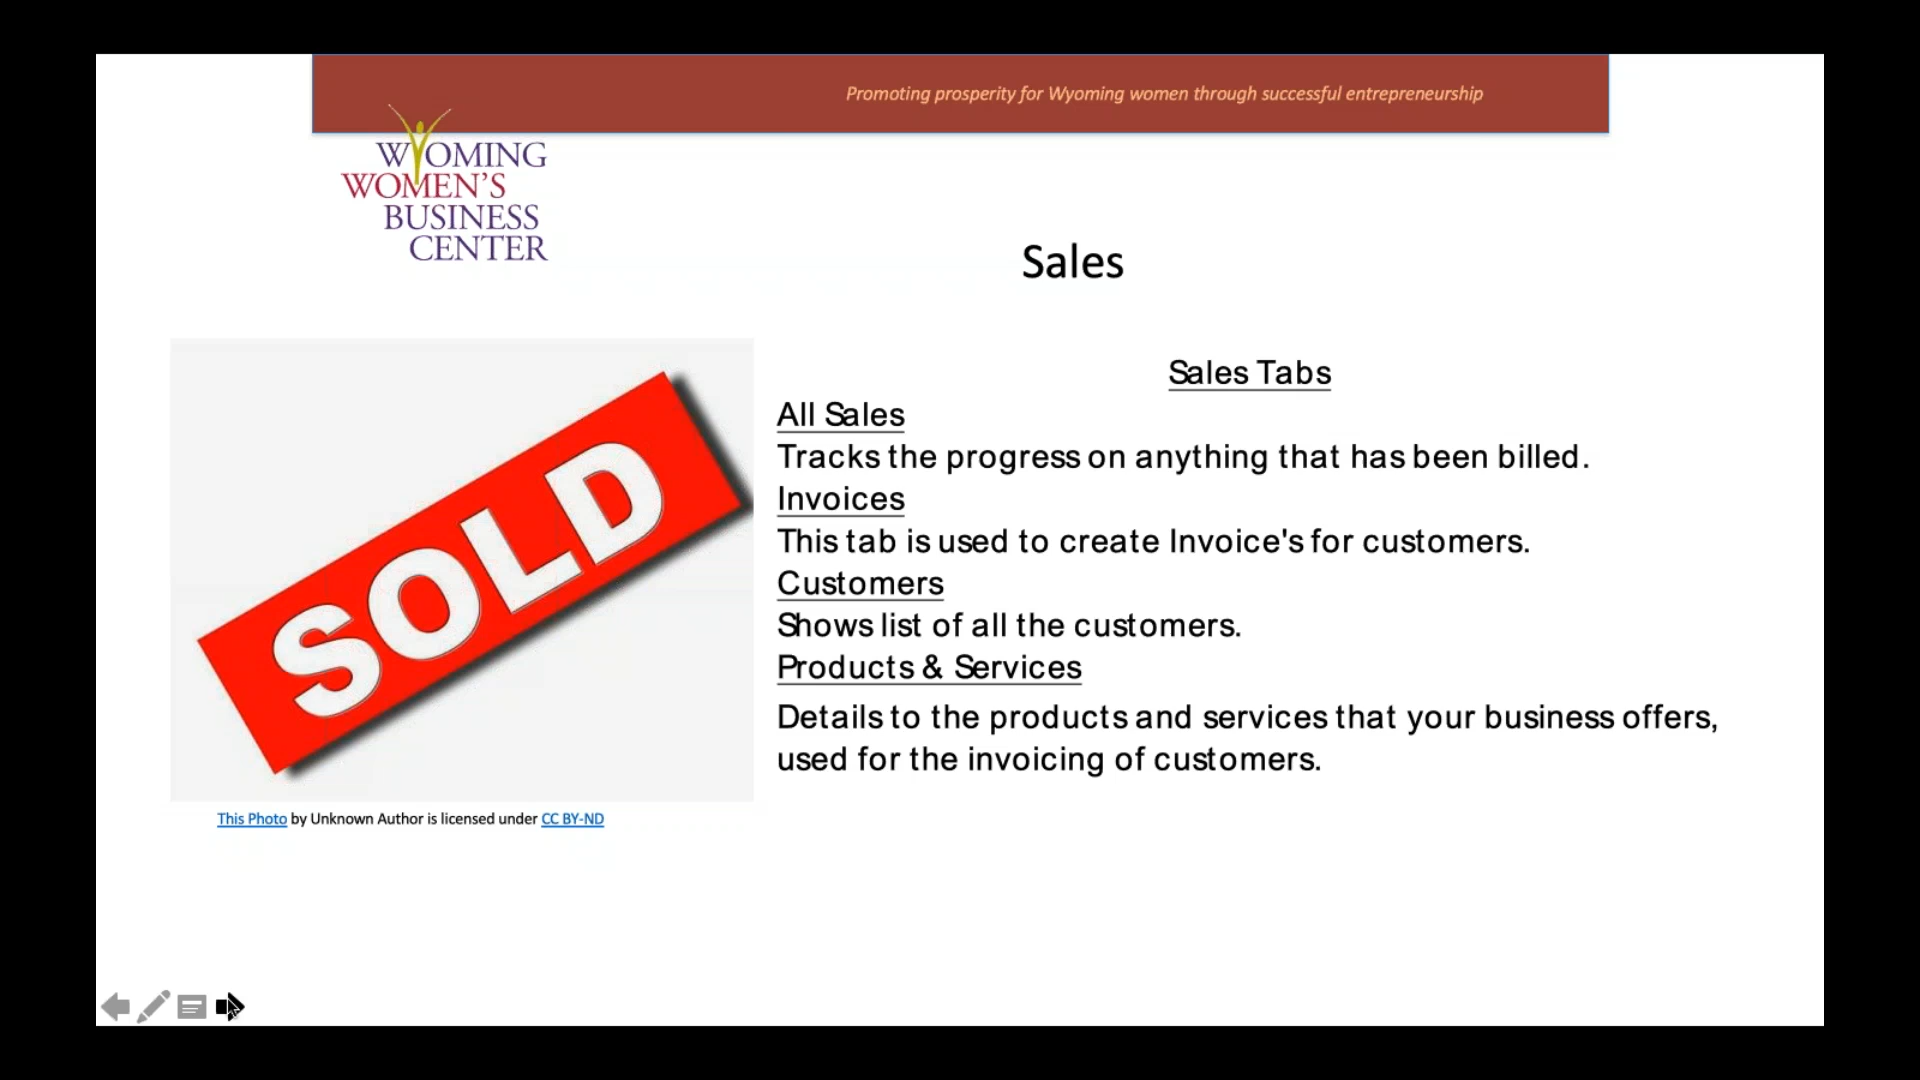 Promoting prosperity for Wyoming women through successful entrepreneurship
WYOMING
WOMEN'S
BUSINESS
CENTER
Sales
SOLD
Sales Tabs
All Sales
Tracks the progress on anything that has been billed.
Invoices
This tab is used to create Invoice's for customers.
Customers
Shows list of all the customers.
Products & Services
Details to the products and services that your business offers,
used for the invoicing of customers.
This Photo by Unknown Author is licensed under CC BY-ND